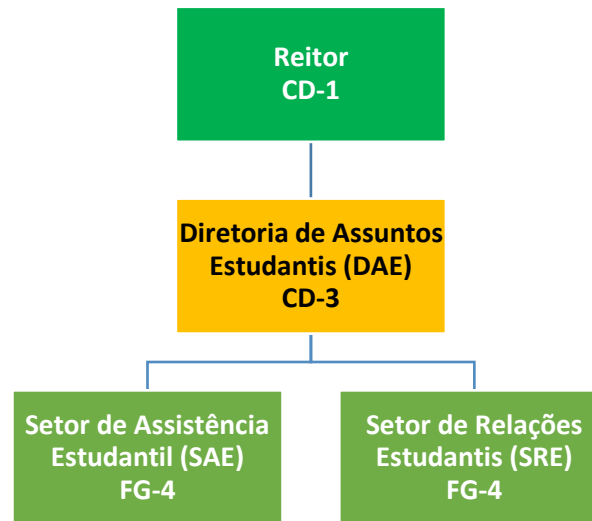 Reitor
CD-1
Diretoria de Assuntos
Estudantis (DAE)
CD-3
Setor de Assistência
Estudantil (SAE)
FG-4
Setor de Relações
Estudantis (SRE)
FG-4